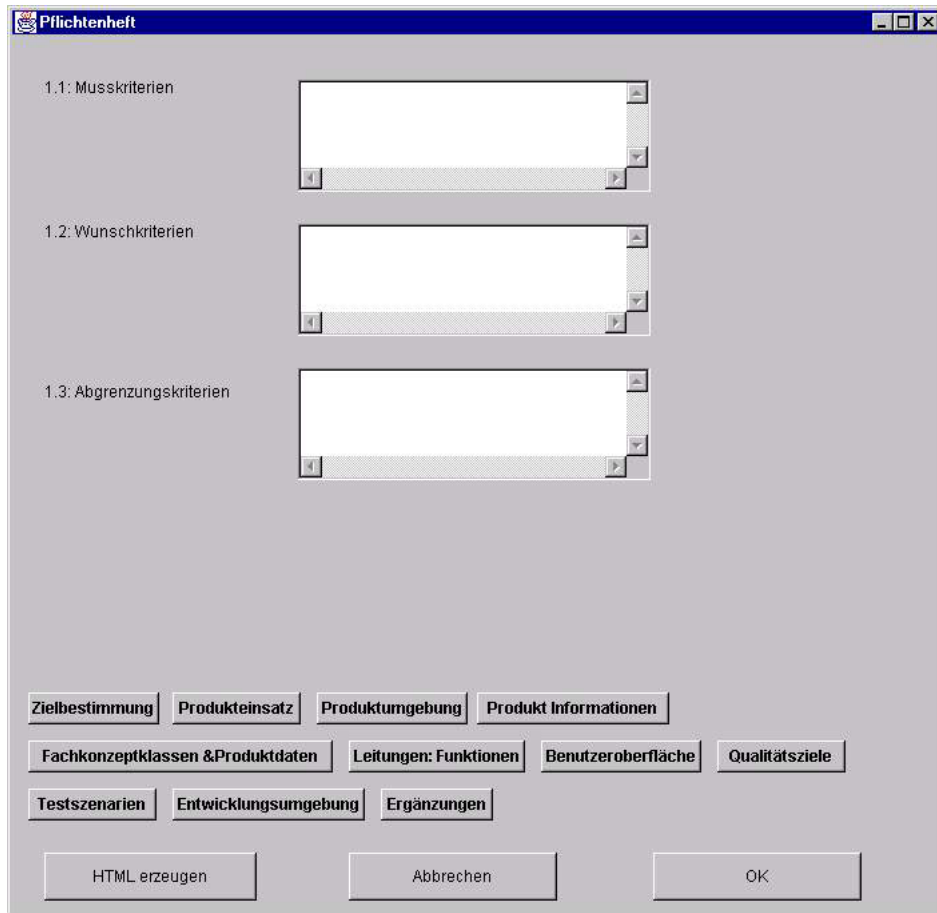 Pflichtenheft
1.1: Musskriterien
1.2: Wunschkriterien
1.3: Abgrenzungskriterien
Zielbestimmung Produkteinsatz Produktumgebung Produkt Informationen
Fachkonzeptklassen &Produktdaten Leitungen: Funktionen Benutzeroberfläche Qualitätsziele
Testszenarien Entwicklungsumgebung Ergänzungen
HTML erzeugen Abbrechen OK